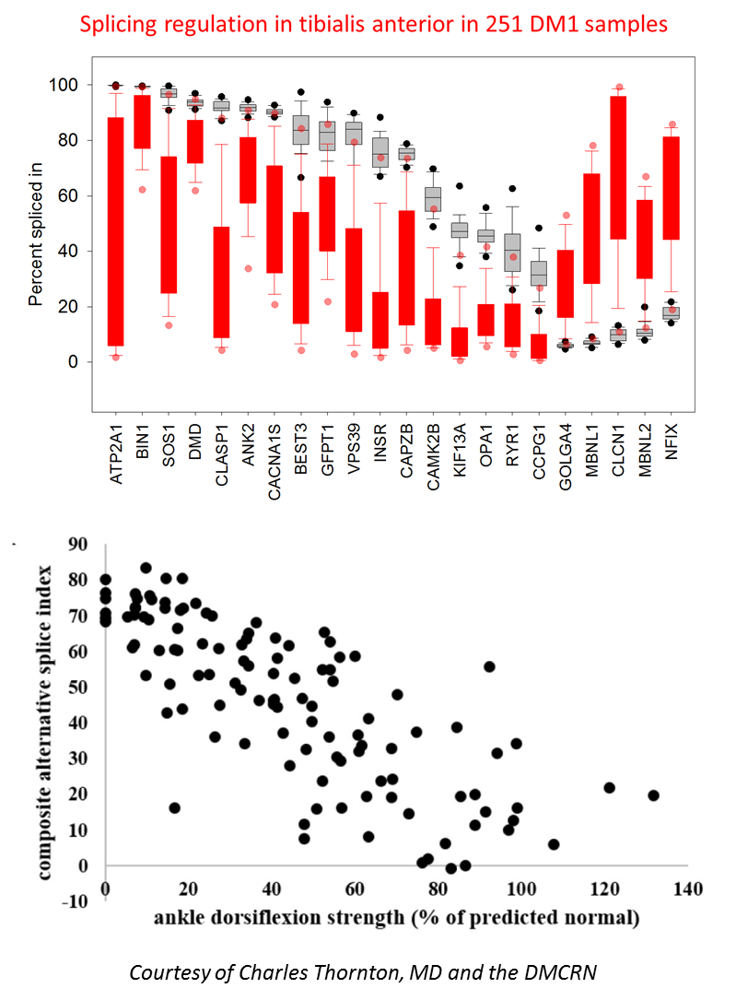 Splicing regulation in tibialis anterior in 251 DM1 samples
Percent spliced in
100
80
60
40
20
0
ATP2A1
BIN1
SOS1
DMD
CLASP1
ANK2
CACNA1S
BEST3
GFPT1
VPS39
INSR
CAPZB
CAMK2B
KIF13A
OPA1
RYR1
CCPG1
GOLGA4
MBNL1
CLCN1
MBNL2
NFIX
composite alternative splice index
90
80
70
60
50
40
30
20
10
0
-10
0 20 40 60 80 100 120 140
ankle dorsiflexion strength (% of predicted normal)
Courtesy of Charles Thornton, MD and the DMCRN